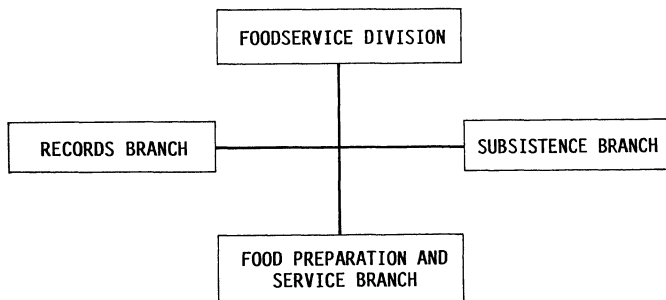 FOODSERVICE DIVISION
RECORDS BRANCH
SUBSISTENCE BRANCH
FOOD PREPARATION AND
SERVICE BRANCH